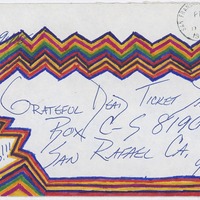 GRATEFUL DEAD TICKET
BOX C-S 8190
SAN RAFAEL CA.
!!!